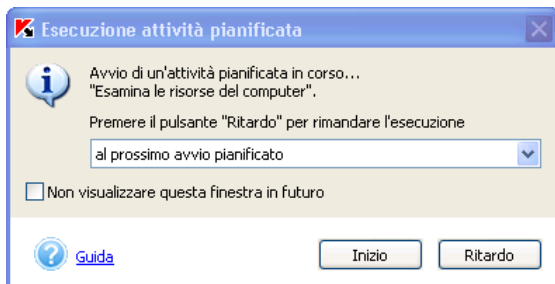 Esecuzione attività pianificata
Avvio di un'attività pianificata in corso...
"Esamina le risorse del computer".
Premere il pulsante "Ritardo" per rimandare l'esecuzione
al prossimo avvio pianificato
Non visualizzare questa finestra in futuro
Guida
Inizio
Ritardo